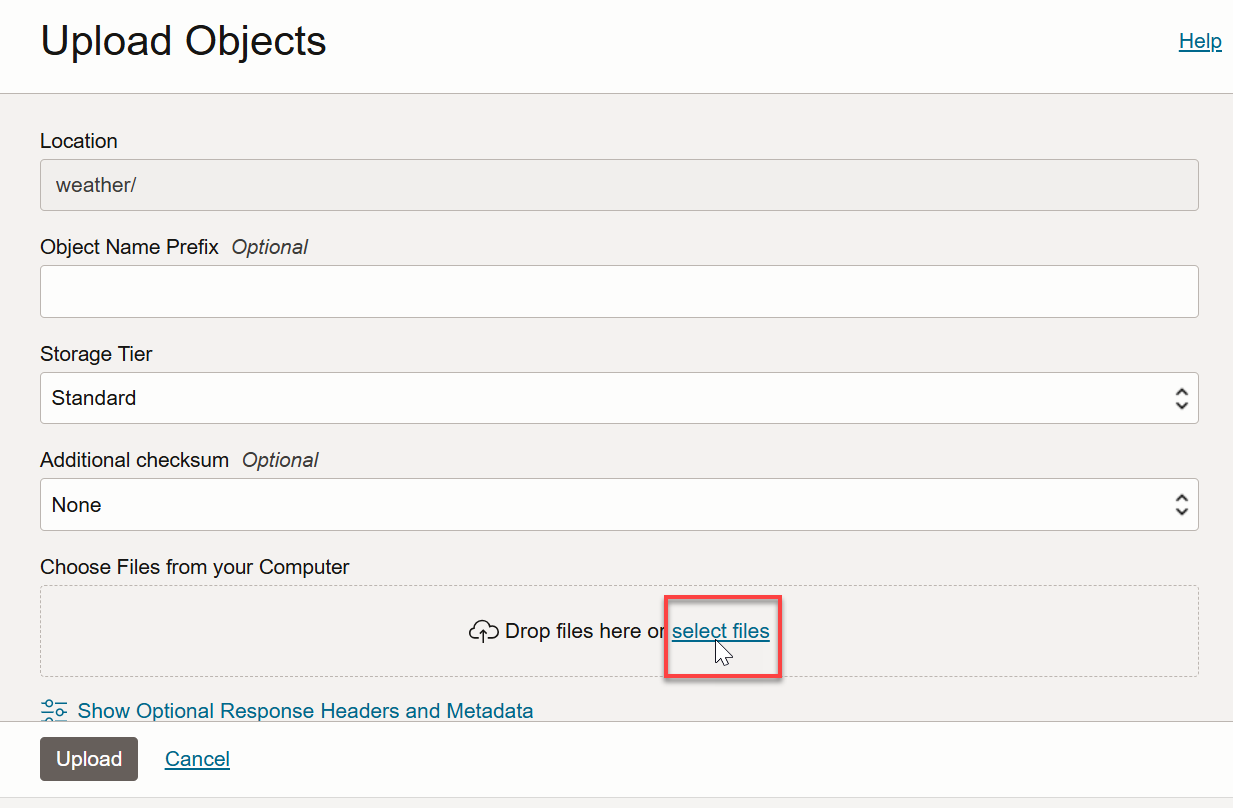 Upload Objects
Help
Location
weather/
Object Name Prefix Optional
Storage Tier
Standard
Additional checksum Optional
None
Choose Files from your Computer
Drop files here or select files
Show Optional Response Headers and Metadata
Upload Cancel